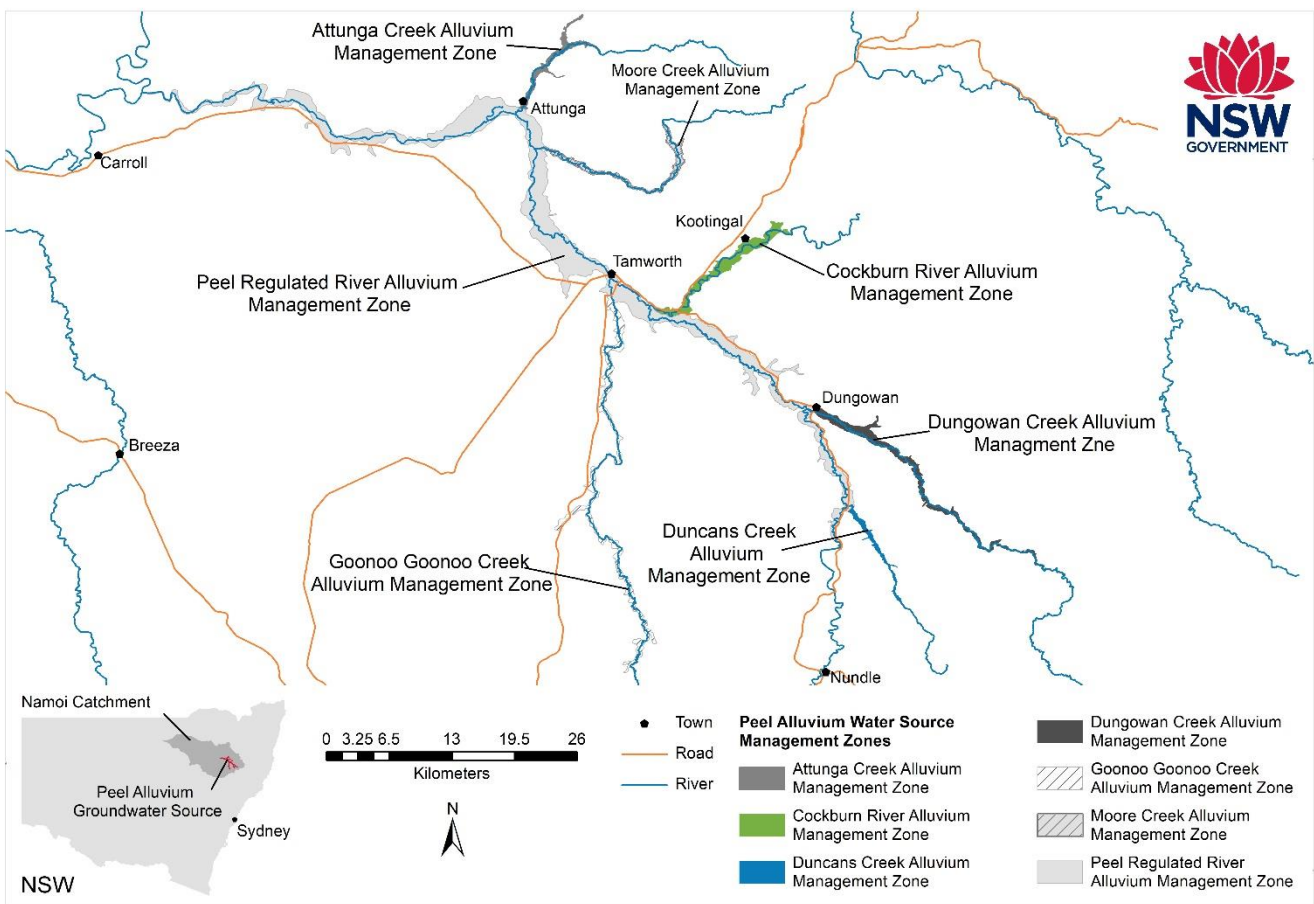 Attunga Creek Alluvium
Management Zone
Moore Creek Alluvium
Management Zone
NSW
GOVERNMENT
Attunga
Carroll
Kootingal
Peel Regulated River Alluvium
Management Zone
Tamworth
Cockburn River Alluvium
Management Zone
Dungowan
Dungowan Creek Alluvium
Managment Zne
Breeza
Duncans Creek
Alluvium
Management Zone
Goonoo Goonoo Creek
Alluvium Management Zone
Nundle
Namoi Catchment
Peel Alluvium
Groundwater Source
Sydney
NSW
0 3.25 6.5 13 19.5 26
Kilometers
N
Town
Road
River
Peel Alluvium Water Source
Management Zones
Attunga Creek Alluvium
Management Zone
Cockburn River Alluvium
Management Zone
Duncans Creek Alluvium
Management Zone
Dungowan Creek Alluvium
Management Zone
Goonoo Goonoo Creek
Alluvium Management Zone
Moore Creek Alluvium
Management Zone
Peel Regulated River
Alluvium Management Zone